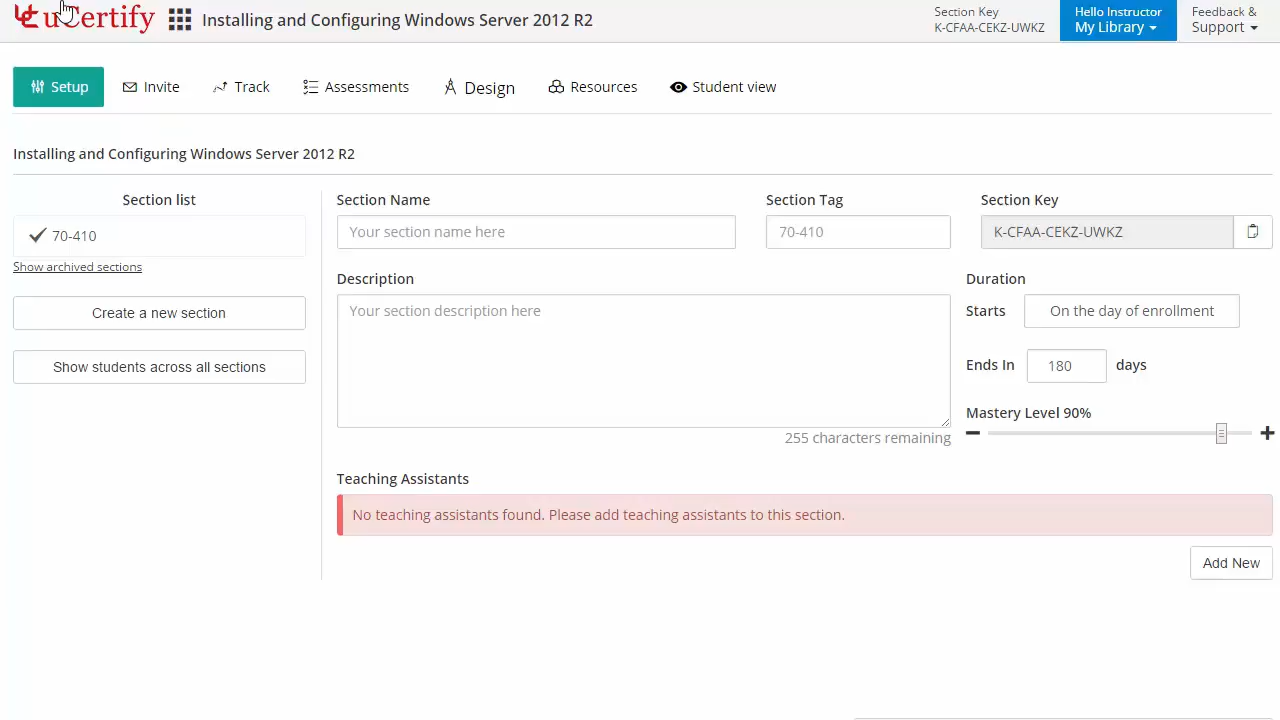 uCertify
Installing and Configuring Windows Server 2012 R2
Section Key
K-CFAA-CEKZ-UWKZ
Hello Instructor
My Library
Feedback &
Support
Setup
Invite
Track
Assessments
Design
Resources
Student view
Installing and Configuring Windows Server 2012 R2
Section list
70-410
Show archived sections
Create a new section
Show students across all sections
Section Name
Your section name here
Section Tag
70-410
Section Key
K-CFAA-CEKZ-UWKZ
Description
Your section description here
255 characters remaining
Duration
Starts
On the day of enrollment
Ends In
180
days
Mastery Level 90%
Teaching Assistants
No teaching assistants found. Please add teaching assistants to this section.
Add New